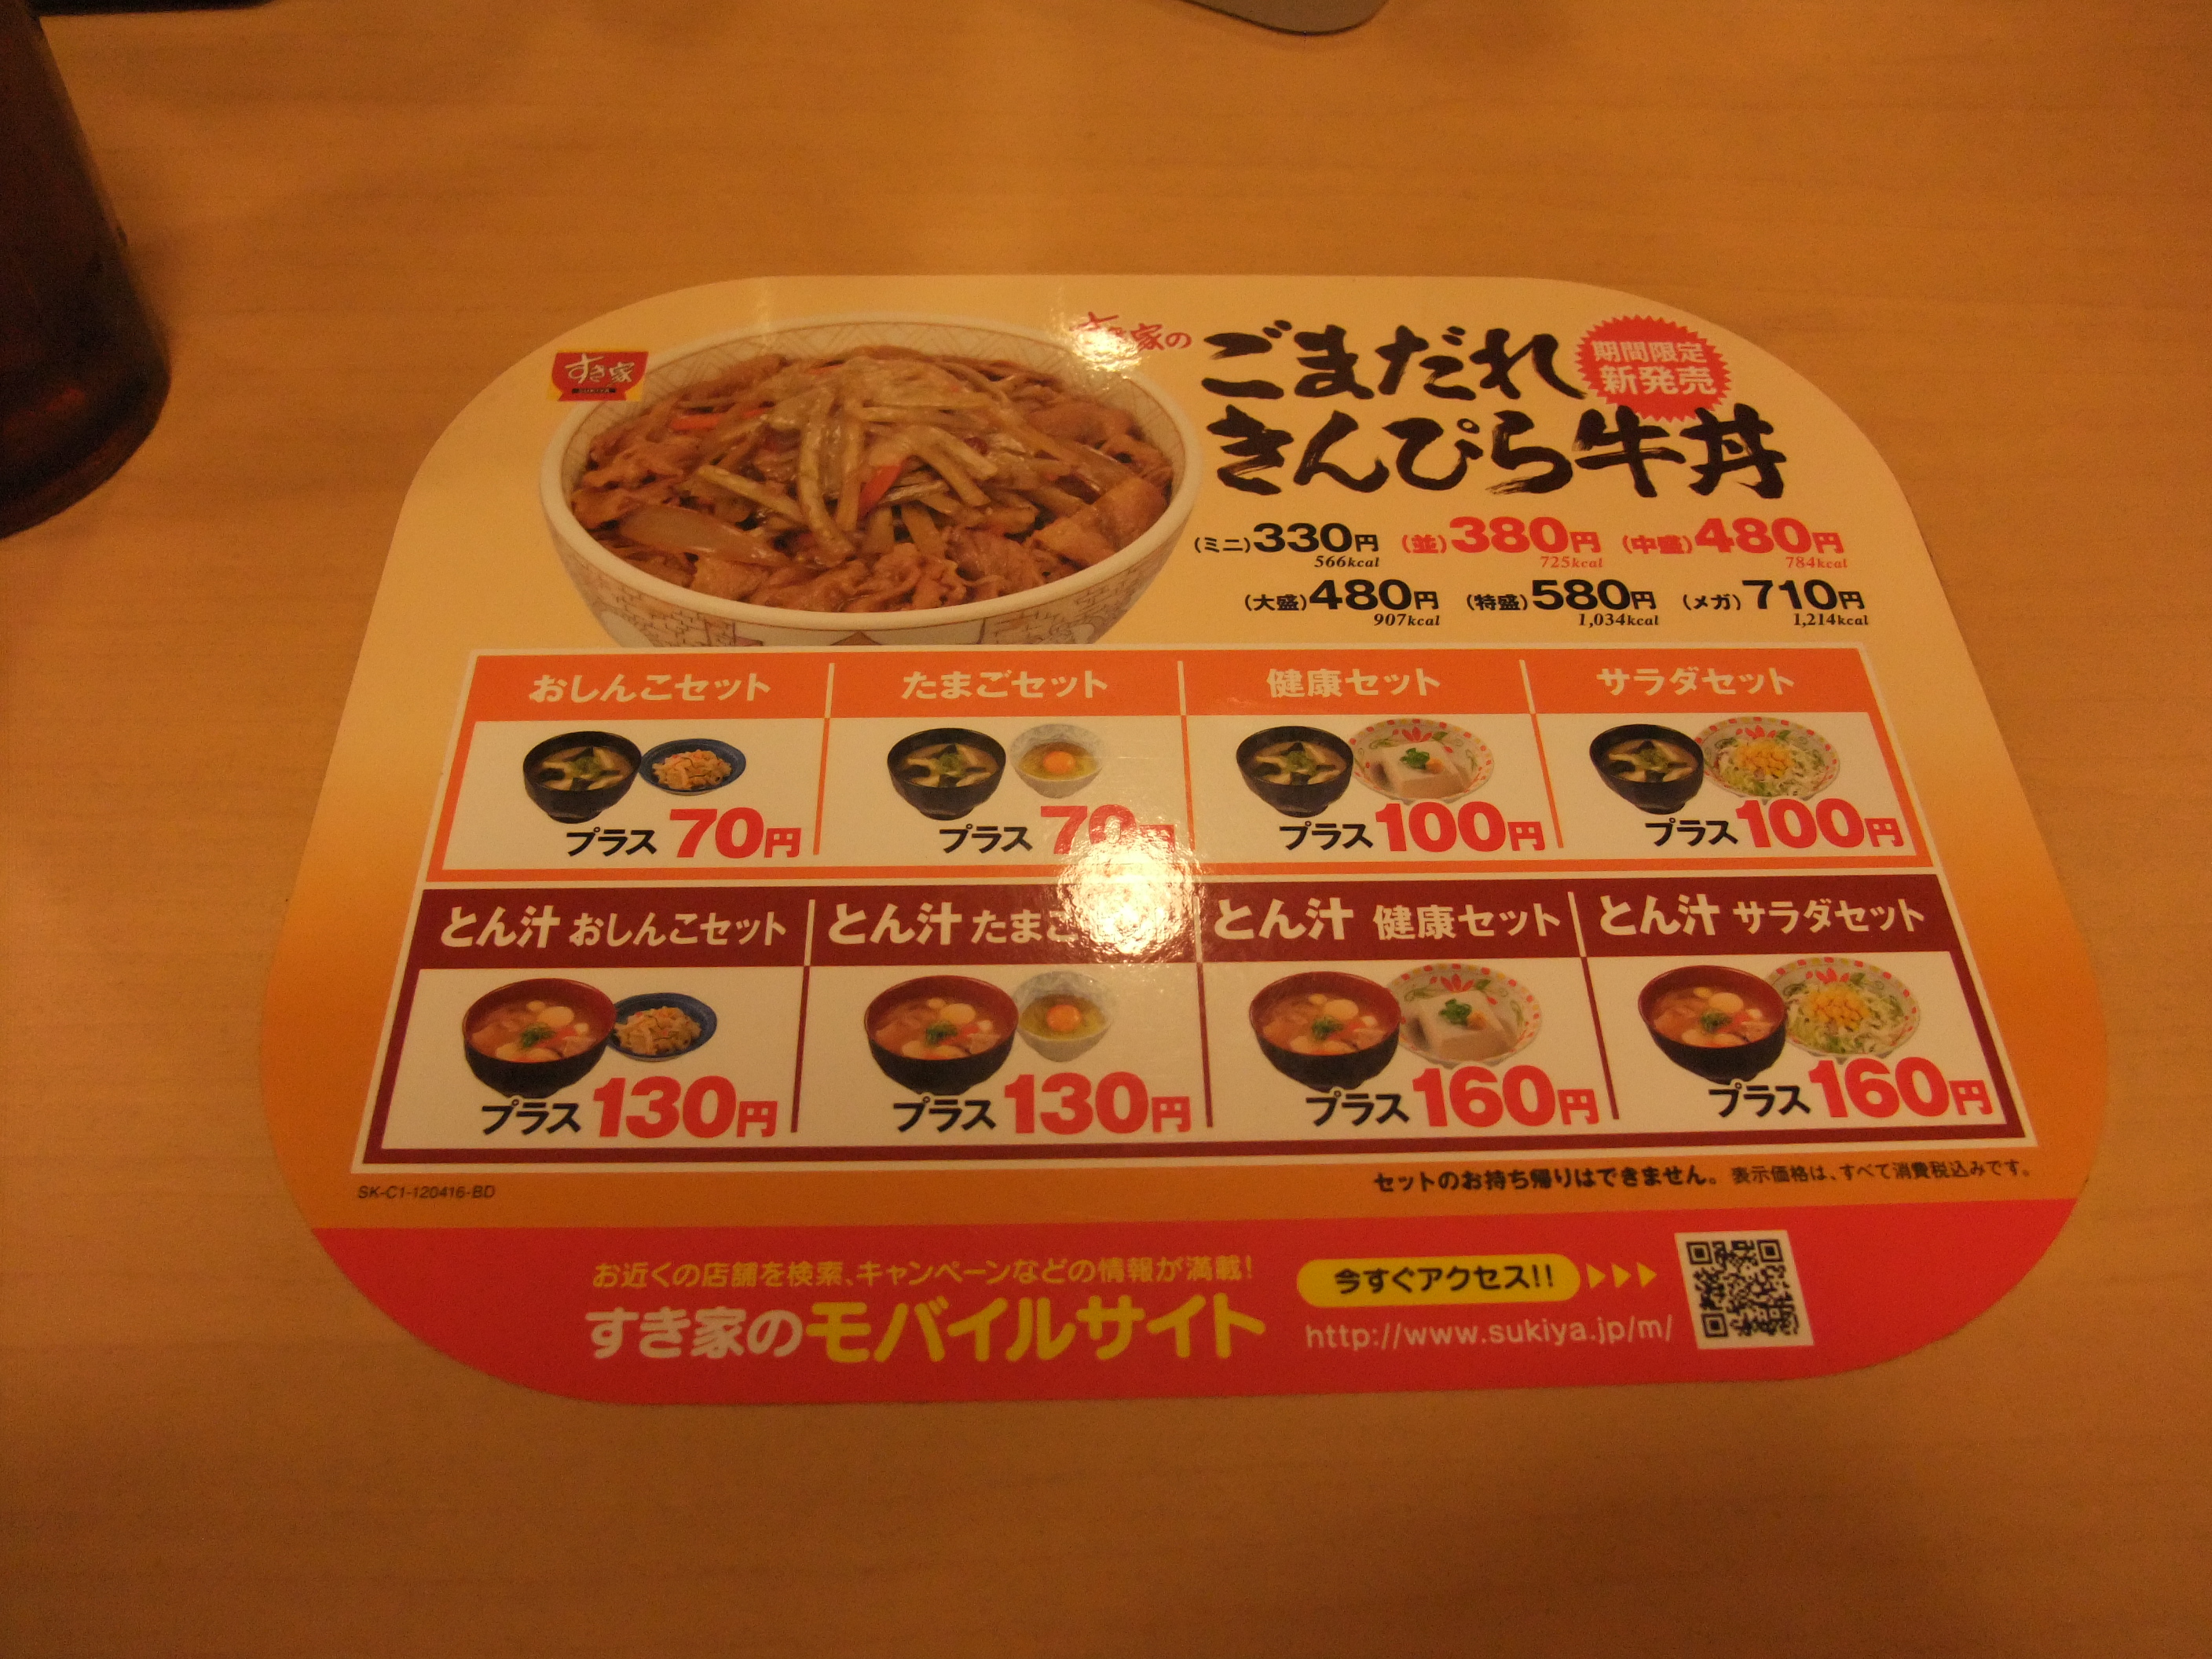 すき家
SUKIYA
すき家の
ごまだれ
きんぴら牛丼
期間限定
新発売
(ミニ)330円 (並)380円 (中盛)480円
566kcal 725kcal 784kcal
(大盛)480円 (特盛)580円 (メガ)710円
907kcal 1,034kcal 1,214kcal
おしんこセット たまごセット 健康セット サラダセット
プラス70円 プラス70円 プラス100円 プラス100円
とん汁 おしんこセット とん汁 たまご とん汁 健康セット とん汁 サラダセット
プラス130円 プラス130円 プラス160円 プラス160円
セットのお持ち帰りはできません。表示価格は、すべて消費税込みです。
SK-C1-120416-BD
お近くの店舗を検索、キャンペーンなどの情報が満載!
すき家のモバイルサイト
今すぐアクセス!!
http://www.sukiya.jp/m/